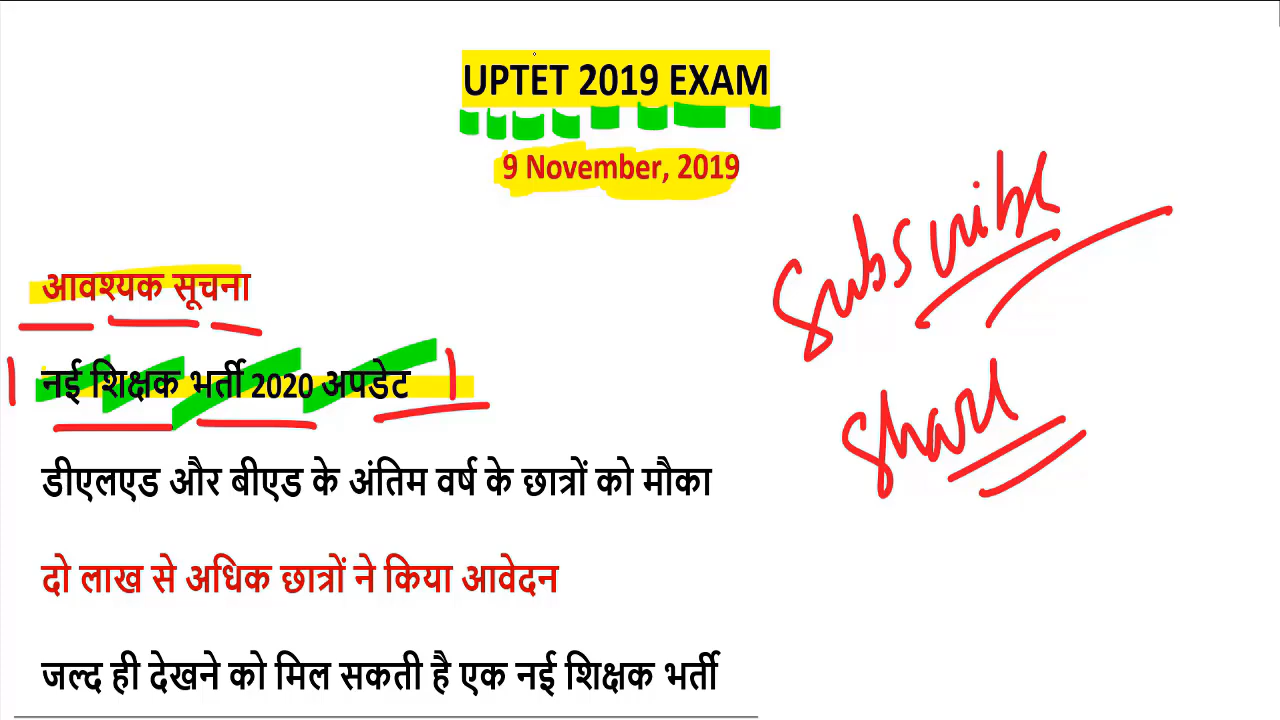 UPTET 2019 EXAM
9 November, 2019
आवश्यक सूचना
नई शिक्षक भर्ती 2020 अपडेट
डीएलएड और बीएड के अंतिम वर्ष के छात्रों को मौका
दो लाख से अधिक छात्रों ने किया आवेदन
जल्द ही देखने को मिल सकती है एक नई शिक्षक भर्ती
Subscribe
Share